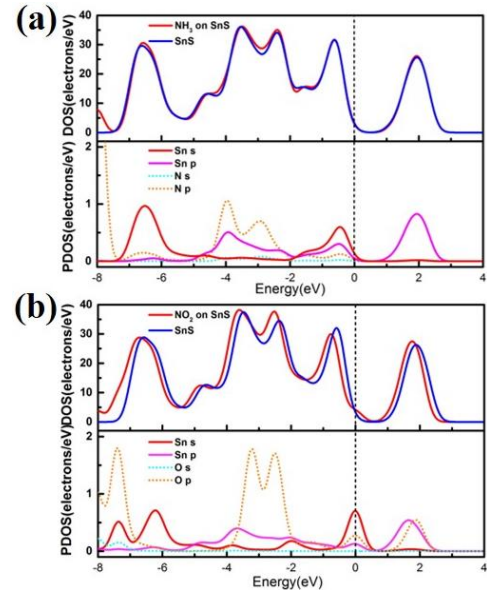 (a)
DOS(electrons/eV)
40
30
20
10
0
NH3 on SnS
SnS
PDOS(electrons/eV)
2
1
0
Sn s
Sn p
N s
N p
-8 -6 -4 -2 0 2 4
Energy(eV)
(b)
DOS(electrons/eV)
40
30
20
10
0
NO2 on SnS
SnS
PDOS(electrons/eV)
2
1
0
Sn s
Sn p
O s
O p
-8 -6 -4 -2 0 2 4
Energy(eV)